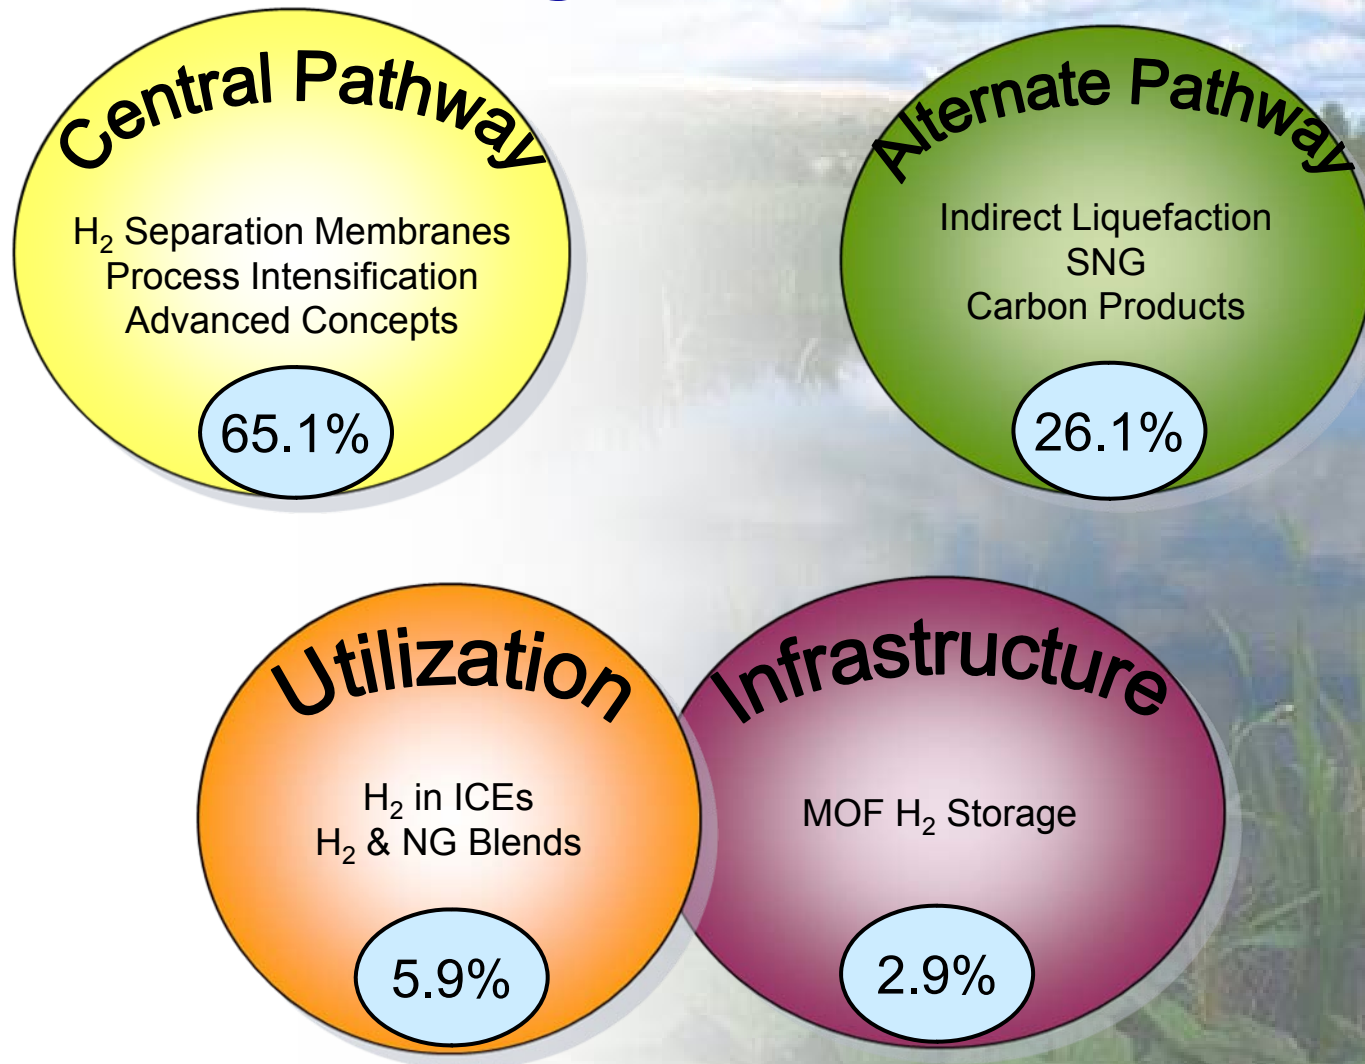 Central Pathway
H₂ Separation Membranes
Process Intensification
Advanced Concepts
65.1%
Alternate Pathway
Indirect Liquefaction
SNG
Carbon Products
26.1%
Utilization
H₂ in ICEs
H₂ & NG Blends
5.9%
Infrastructure
MOF H₂ Storage
2.9%